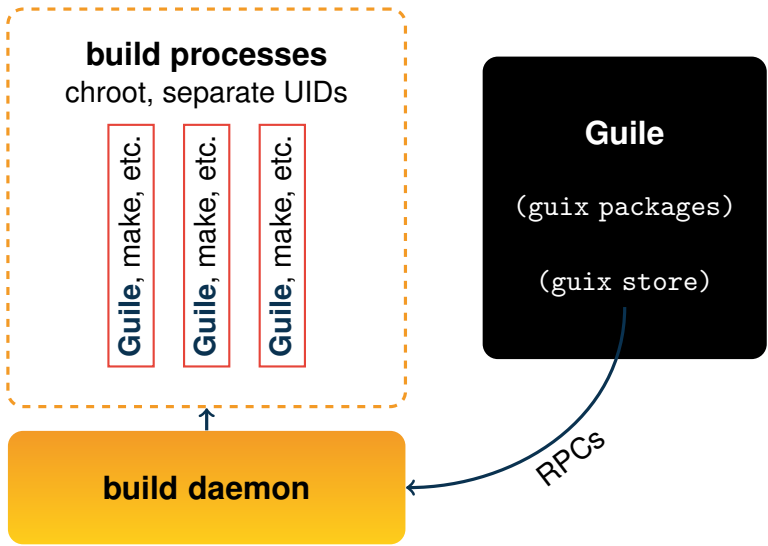 build processes
chroot, separate UIDs
Guile, make, etc.
Guile, make, etc.
Guile, make, etc.
build daemon
Guile
(guix packages)
(guix store)
RPCs